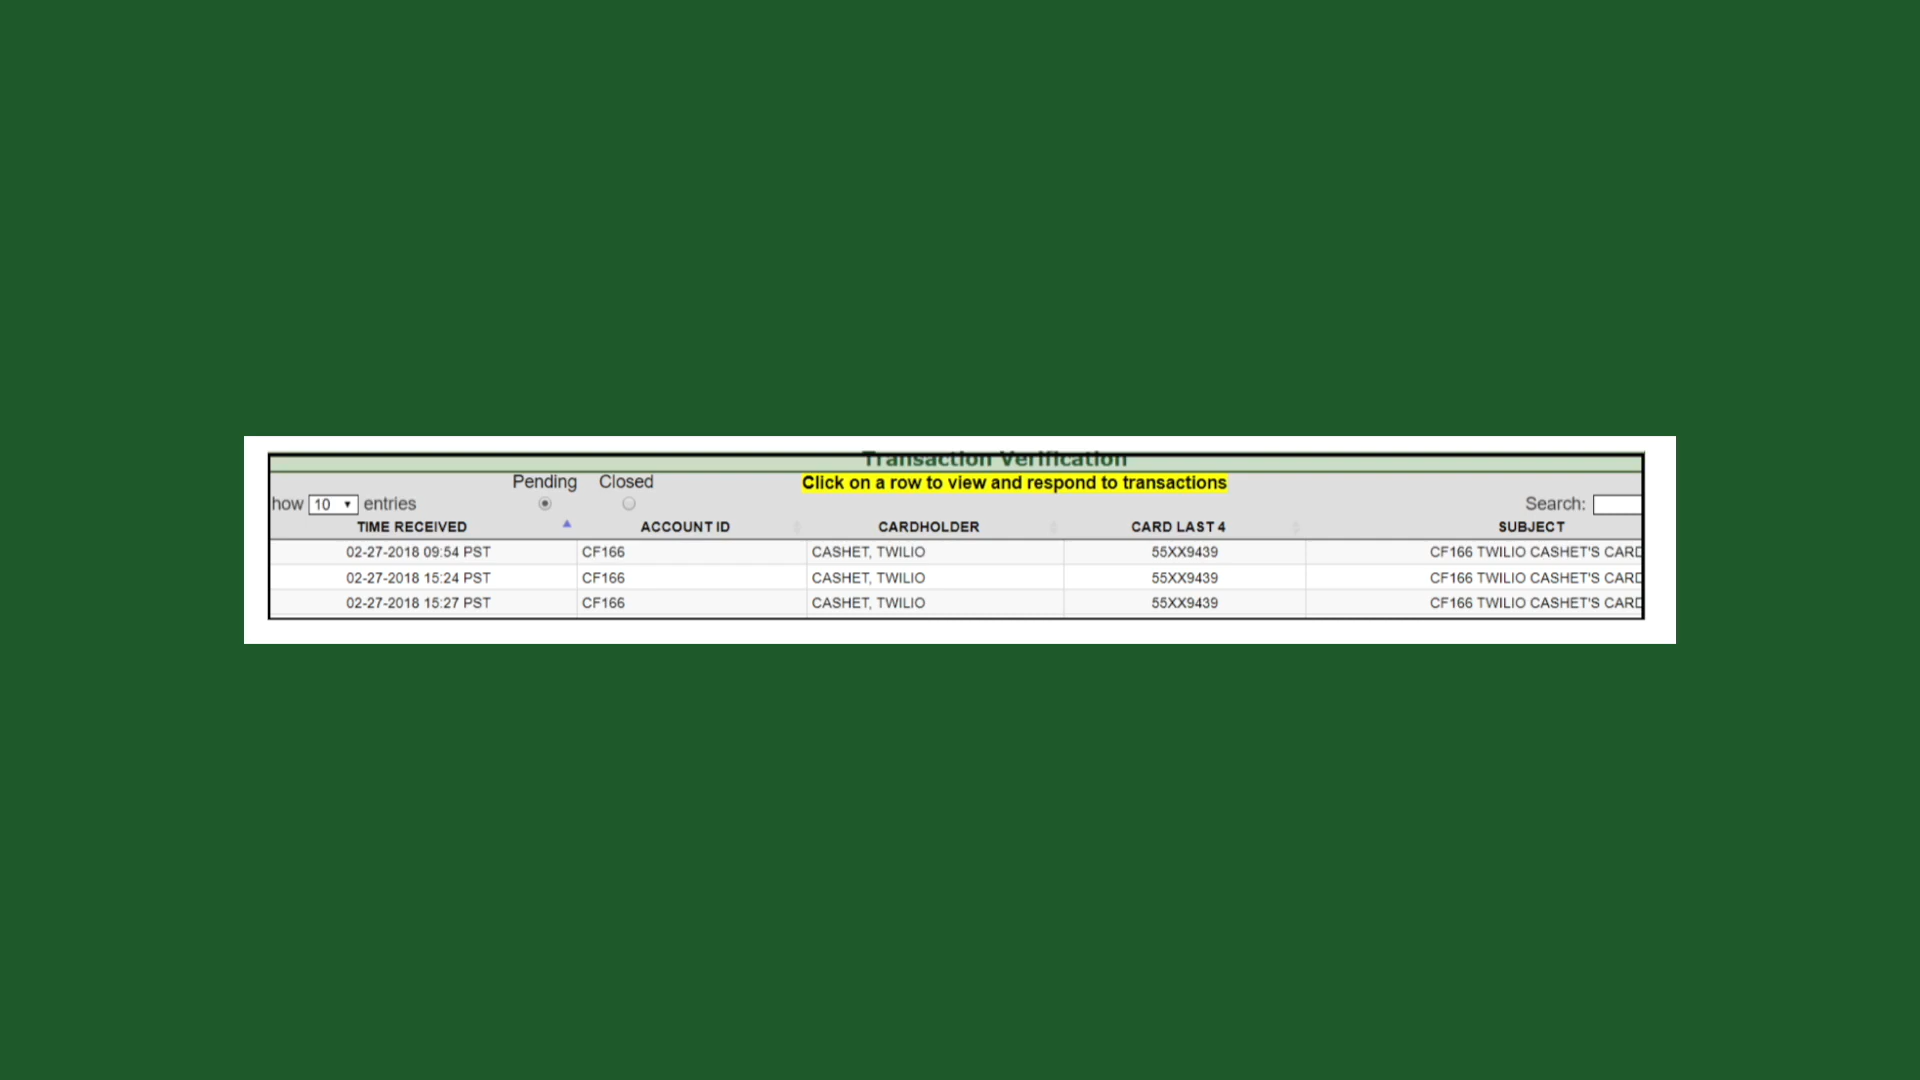 Transaction Verification
Pending Closed Click on a row to view and respond to transactions
how 10 entries Search:
TIME RECEIVED ACCOUNT ID CARDHOLDER CARD LAST 4 SUBJECT
02-27-2018 09:54 PST CF166 CASHET, TWILIO 55XX9439 CF166 TWILIO CASHET'S CARD
02-27-2018 15:24 PST CF166 CASHET, TWILIO 55XX9439 CF166 TWILIO CASHET'S CARD
02-27-2018 15:27 PST CF166 CASHET, TWILIO 55XX9439 CF166 TWILIO CASHET'S CARD